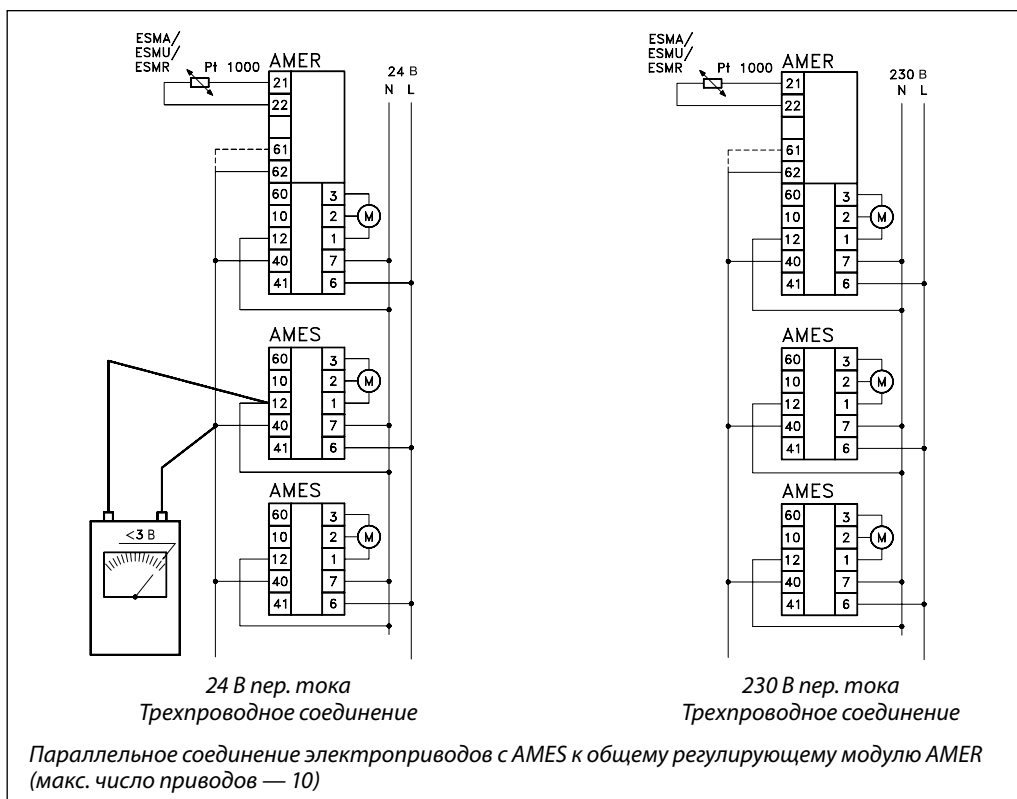 ESMA/
ESMU/
ESMR
Pt 1000
AMER
24 В
N L
21
22
61
62
60 3
10 2
M
12 1
40 7
41 6
AMES
60 3
10 2
M
12 1
40 7
41 6
AMES
60 3
10 2
M
12 1
40 7
41 6
<3 В
24 В пер. тока
Трехпроводное соединение
ESMA/
ESMU/
ESMR
Pt 1000
AMER
230 В
N L
21
22
61
62
60 3
10 2
M
12 1
40 7
41 6
AMES
60 3
10 2
M
12 1
40 7
41 6
AMES
60 3
10 2
M
12 1
40 7
41 6
230 В пер. тока
Трехпроводное соединение
Параллельное соединение электроприводов с AMES к общему регулирующему модулю AMER
(макс. число приводов — 10)